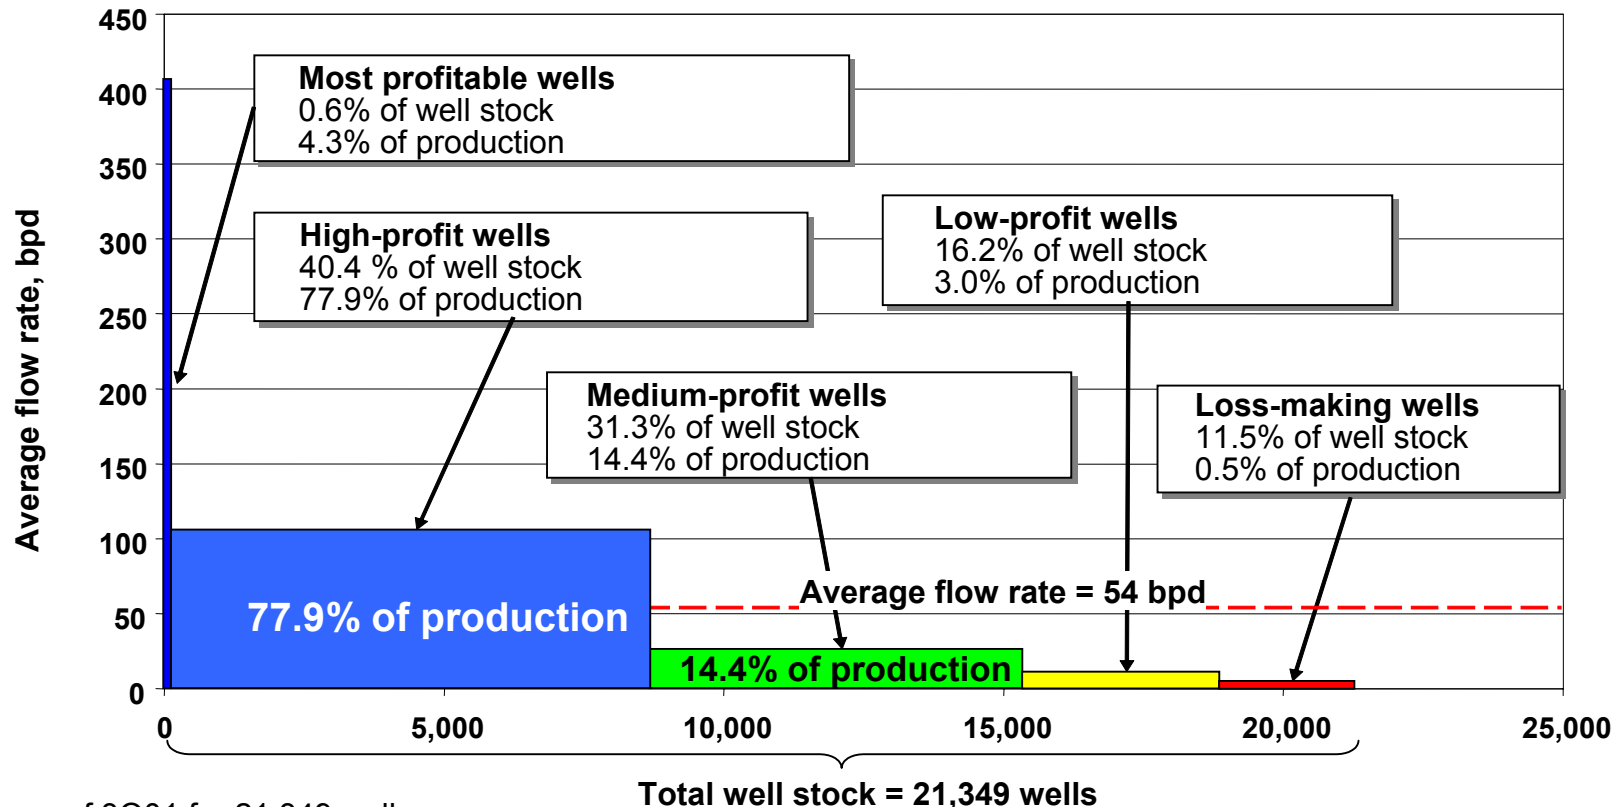 450
400
350
300
250
200
150
100
50
0
Average flow rate, bpd
Most profitable wells
0.6% of well stock
4.3% of production
High-profit wells
40.4 % of well stock
77.9% of production
Low-profit wells
16.2% of well stock
3.0% of production
Medium-profit wells
31.3% of well stock
14.4% of production
Loss-making wells
11.5% of well stock
0.5% of production
Average flow rate = 54 bpd
77.9% of production
14.4% of production
0 5,000 10,000 15,000 20,000 25,000
Total well stock = 21,349 wells